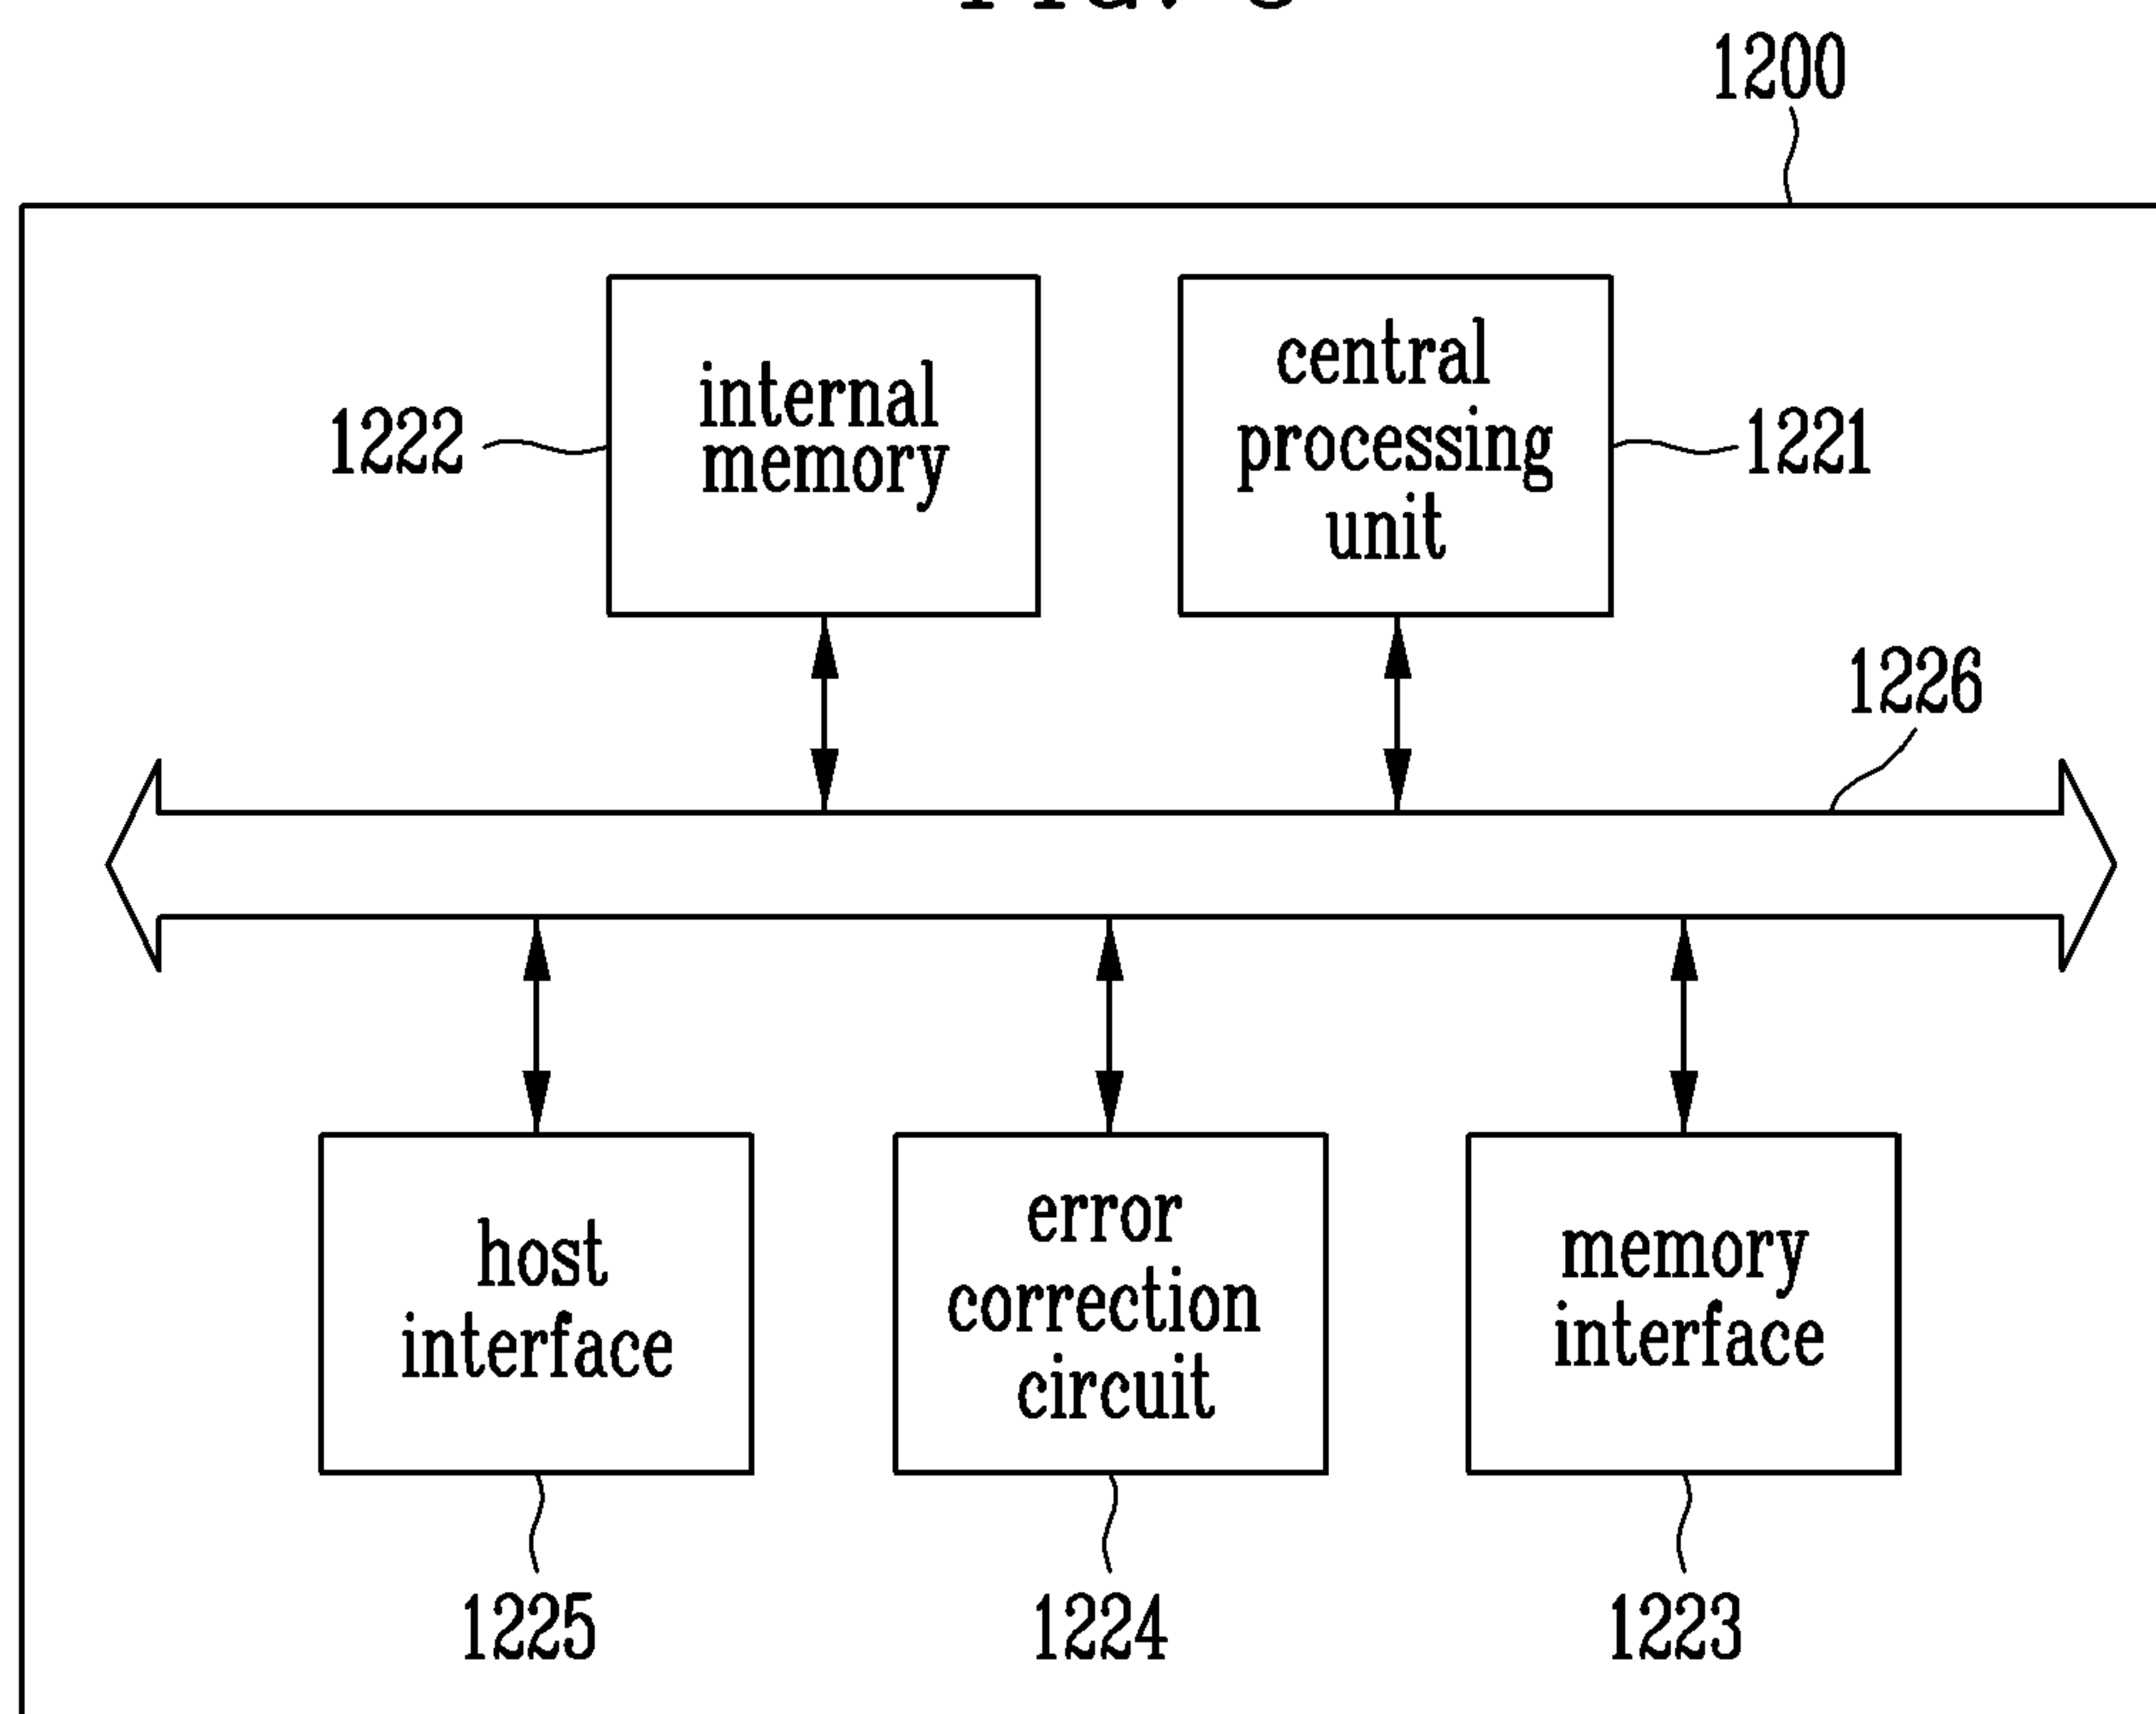 1200
internal
memory
1222
central
processing
unit
1221
1226
host
interface
error
correction
circuit
memory
interface
1225
1224
1223